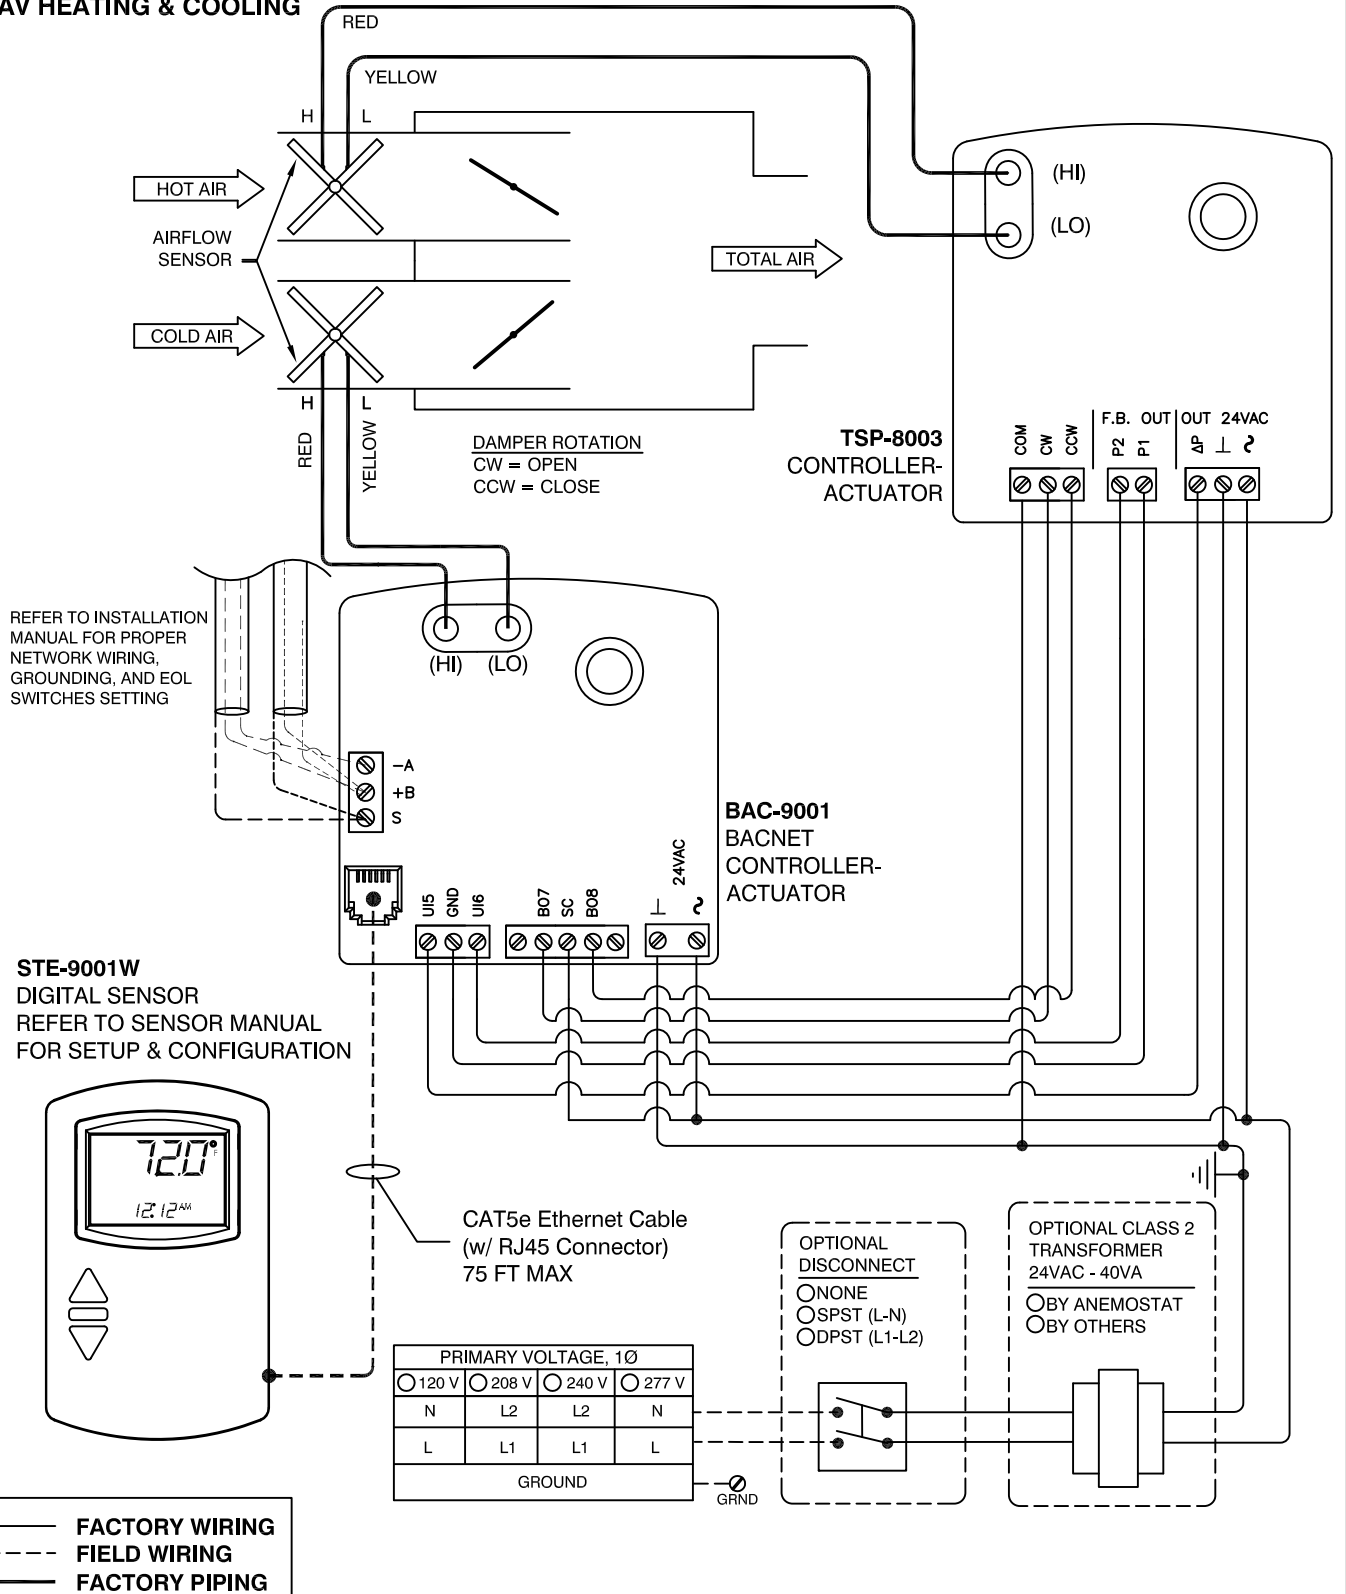 AV HEATING & COOLING
RED
YELLOW
H L
HOT AIR
AIRFLOW
SENSOR
COLD AIR
TOTAL AIR
H L
RED
YELLOW
DAMPER ROTATION
CW = OPEN
CCW = CLOSE
(HI)
(LO)
TSP-8003
CONTROLLER-
ACTUATOR
F.B. OUT OUT 24VAC
COM CW CCW P2 P1 ΔP ⊥ ~
REFER TO INSTALLATION
MANUAL FOR PROPER
NETWORK WIRING,
GROUNDING, AND EOL
SWITCHES SETTING
(HI) (LO)
-A
+B
S
BAC-9001
BACNET
CONTROLLER-
ACTUATOR
24VAC
UI5 GND UI6 BO7 SC BO8 ⊥ ~
STE-9001W
DIGITAL SENSOR
REFER TO SENSOR MANUAL
FOR SETUP & CONFIGURATION
72.0° F
12:12 AM
CAT5e Ethernet Cable
(w/ RJ45 Connector)
75 FT MAX
OPTIONAL
DISCONNECT
NONE
SPST (L-N)
DPST (L1-L2)
OPTIONAL CLASS 2
TRANSFORMER
24VAC - 40VA
BY ANEMOSTAT
BY OTHERS
PRIMARY VOLTAGE, 1Ø
120 V 208 V 240 V 277 V
N L2 L2 N
L L1 L1 L
GROUND
GRND
FACTORY WIRING
FIELD WIRING
FACTORY PIPING